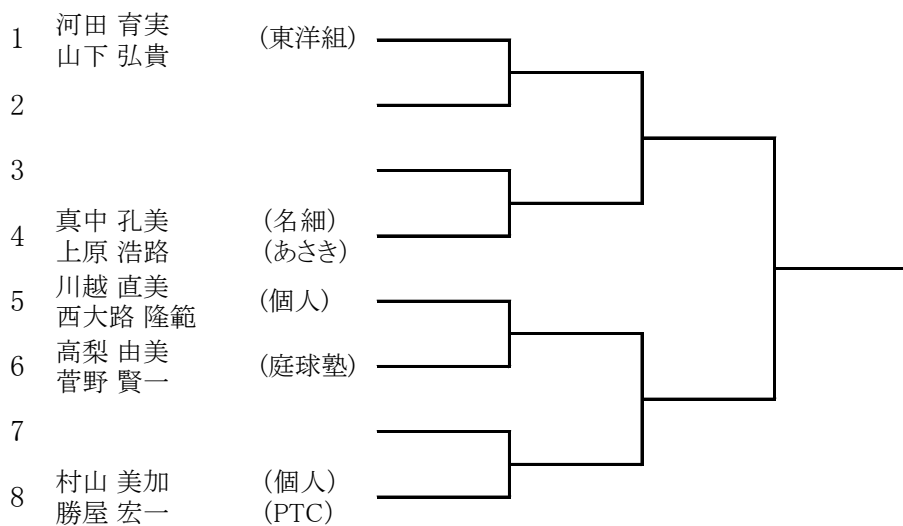 1 河田 育実 (東洋組)
山下 弘貴
2
3
4 真中 孔美 (名細)
上原 浩路 (あさき)
5 川越 直美 (個人)
西大路 隆範
6 高梨 由美 (庭球塾)
菅野 賢一
7
8 村山 美加 (個人)
勝屋 宏一 (PTC)